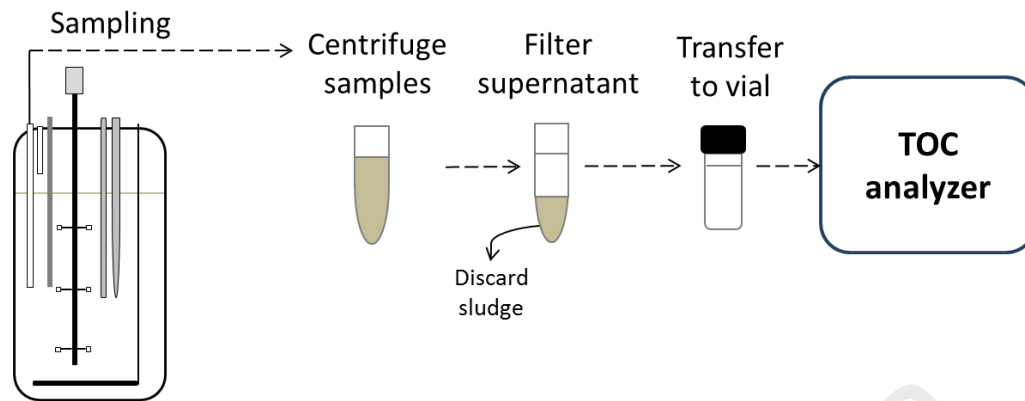 Sampling
Centrifuge
samples
Filter
supernatant
Transfer
to vial
TOC
analyzer
Discard
sludge